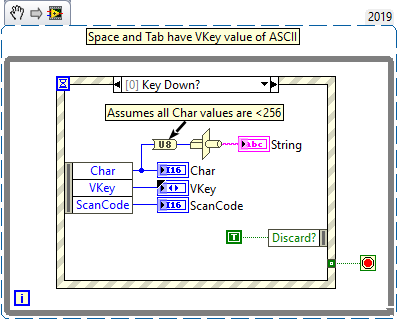 2019
Space and Tab have VKey value of ASCII
[0] Key Down?
Assumes all Char values are <256
U8
abc String
Char I16 Char
VKey VKey
ScanCode I16 ScanCode
T Discard?
i